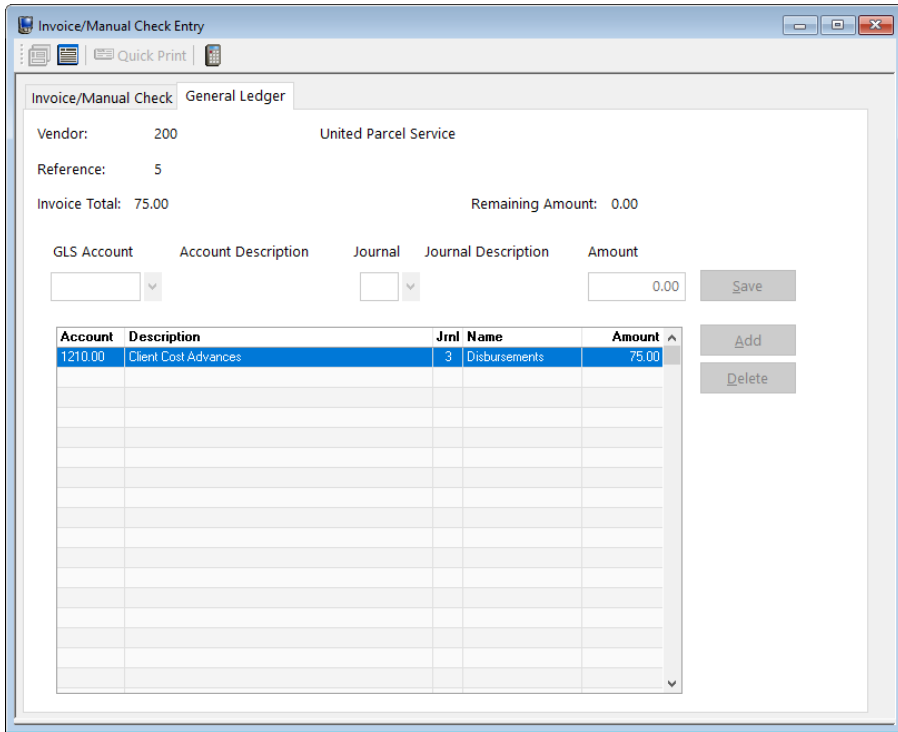 Invoice/Manual Check Entry
Quick Print
Invoice/Manual Check General Ledger
Vendor: 200 United Parcel Service
Reference: 5
Invoice Total: 75.00 Remaining Amount: 0.00
GLS Account Account Description Journal Journal Description Amount
0.00 Save
Account Description Jrnl Name Amount
Add
1210.00 Client Cost Advances 3 Disbursements 75.00
Delete